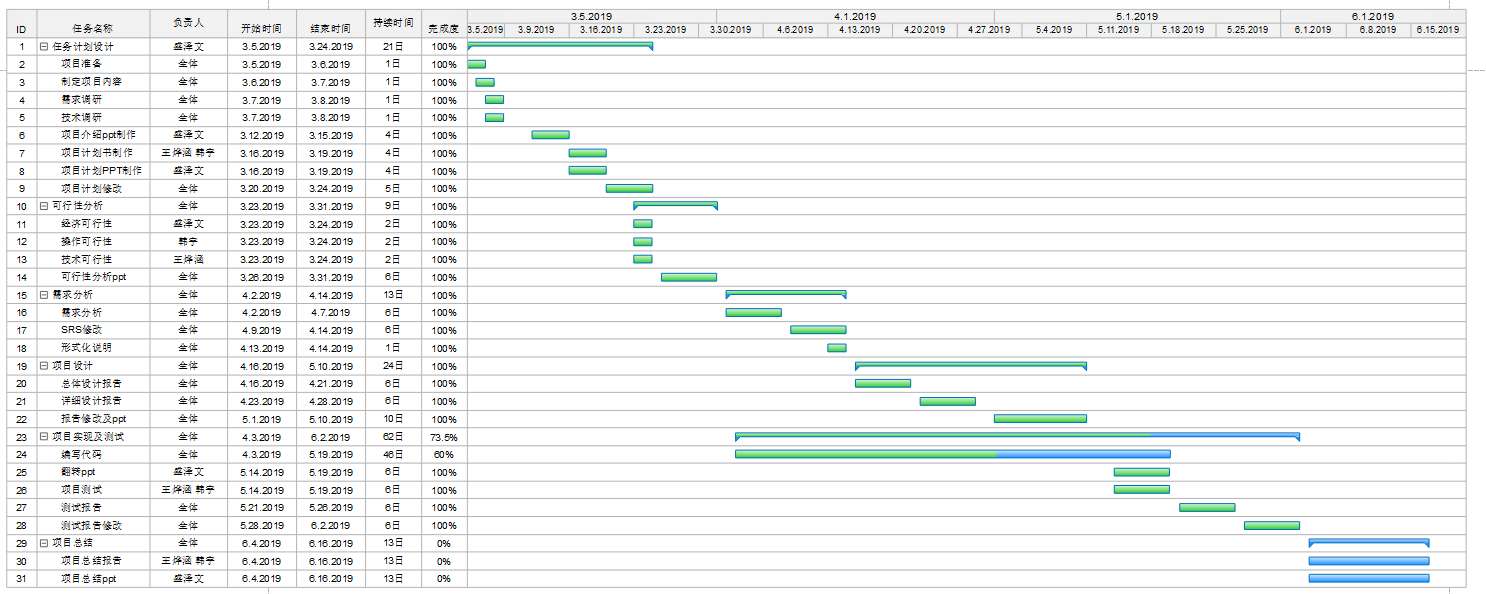 ID 任务名称 负责人 开始时间 结束时间 持续时间 完成度 3.5.2019 4.1.2019 5.1.2019 6.1.2019
3.5.2019 3.9.2019 3.16.2019 3.23.2019 3.30.2019 4.6.2019 4.13.2019 4.20.2019 4.27.2019 5.4.2019 5.11.2019 5.18.2019 5.25.2019 6.1.2019 6.8.2019 6.15.2019
1 任务计划设计 盛泽文 3.5.2019 3.24.2019 21日 100%
2 项目准备 全体 3.5.2019 3.6.2019 1日 100%
3 制定项目内容 全体 3.6.2019 3.7.2019 1日 100%
4 需求调研 全体 3.7.2019 3.8.2019 1日 100%
5 技术调研 全体 3.7.2019 3.8.2019 1日 100%
6 项目介绍ppt制作 盛泽文 3.12.2019 3.15.2019 4日 100%
7 项目计划书制作 王烨涵 韩宇 3.16.2019 3.19.2019 4日 100%
8 项目计划PPT制作 盛泽文 3.16.2019 3.19.2019 4日 100%
9 项目计划修改 全体 3.20.2019 3.24.2019 5日 100%
10 可行性分析 全体 3.23.2019 3.31.2019 9日 100%
11 经济可行性 盛泽文 3.23.2019 3.24.2019 2日 100%
12 操作可行性 韩宇 3.23.2019 3.24.2019 2日 100%
13 技术可行性 王烨涵 3.23.2019 3.24.2019 2日 100%
14 可行性分析ppt 全体 3.26.2019 3.31.2019 6日 100%
15 需求分析 全体 4.2.2019 4.14.2019 13日 100%
16 需求分析 全体 4.2.2019 4.7.2019 6日 100%
17 SRS修改 全体 4.9.2019 4.14.2019 6日 100%
18 形式化说明 全体 4.13.2019 4.14.2019 1日 100%
19 项目设计 全体 4.16.2019 5.10.2019 24日 100%
20 总体设计报告 全体 4.16.2019 4.21.2019 6日 100%
21 详细设计报告 全体 4.23.2019 4.28.2019 6日 100%
22 报告修改及ppt 全体 5.1.2019 5.10.2019 10日 100%
23 项目实现及测试 全体 4.3.2019 6.2.2019 62日 73.5%
24 编写代码 全体 4.3.2019 5.19.2019 46日 60%
25 翻转ppt 盛泽文 5.14.2019 5.19.2019 6日 100%
26 项目测试 王烨涵 韩宇 5.14.2019 5.19.2019 6日 100%
27 测试报告 全体 5.21.2019 5.26.2019 6日 100%
28 测试报告修改 全体 5.28.2019 6.2.2019 6日 100%
29 项目总结 全体 6.4.2019 6.16.2019 13日 0%
30 项目总结报告 王烨涵 韩宇 6.4.2019 6.16.2019 13日 0%
31 项目总结ppt 盛泽文 6.4.2019 6.16.2019 13日 0%